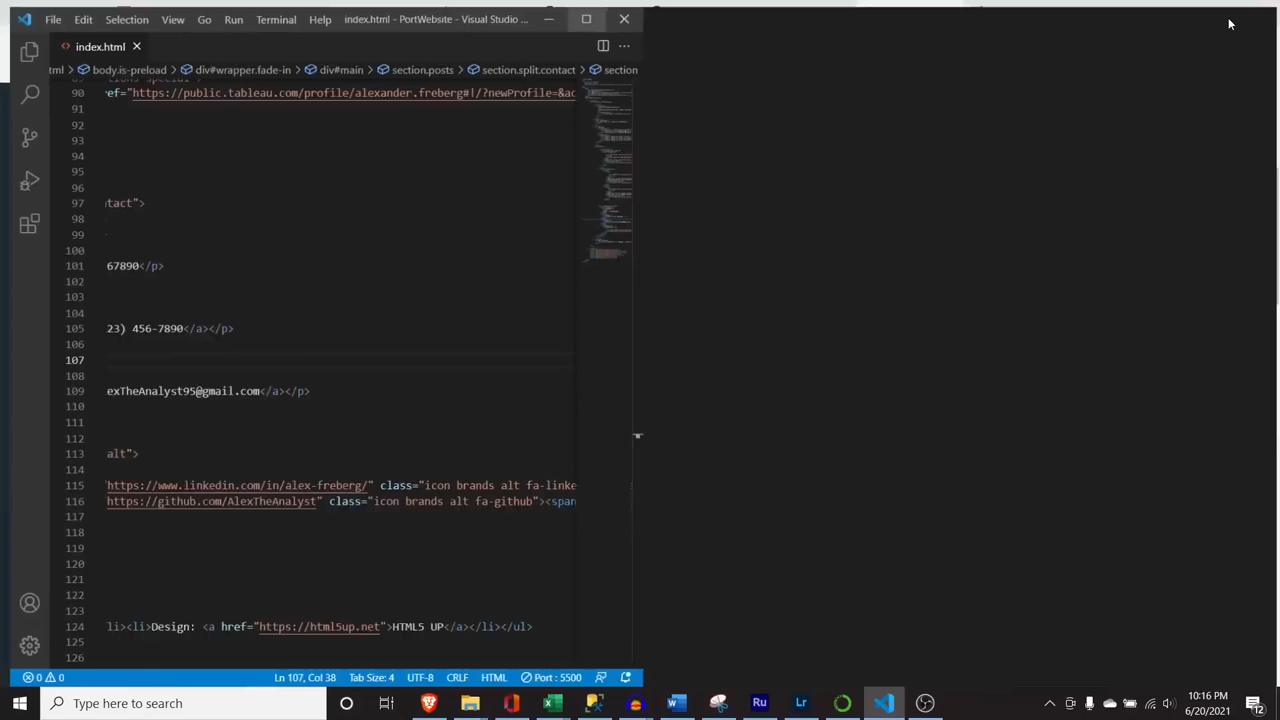 File Edit Selection View Go Run Terminal Help index.html - PortWebsite - Visual Studio ...
index.html
tml body.is-preload div#wrapper.fade-in div#main section.posts section.split.contact section
90 ref="https://public.tableau.com/profile/alexander.freberg#!/?newProfile=&ac
91
92
93
94
95
96
97 ntact">
98
99
100
101 67890</p>
102
103
104
105 23) 456-7890</a></p>
106
107
108
109 exTheAnalyst95@gmail.com</a></p>
110
111
112
113 alt">
114
115 "https://www.linkedin.com/in/alex-freberg/" class="icon brands alt fa-linke
116 https://github.com/AlexTheAnalyst" class="icon brands alt fa-github"><span
117
118
119
120
121
122
123
124 li><li>Design: <a href="https://html5up.net">HTML5 UP</a></li></ul>
125
126
0 0 Ln 107, Col 38 Tab Size: 4 UTF-8 CRLF HTML Port : 5500
Type here to search
Ru
Lr
10:16 PM
6/20/2021
12